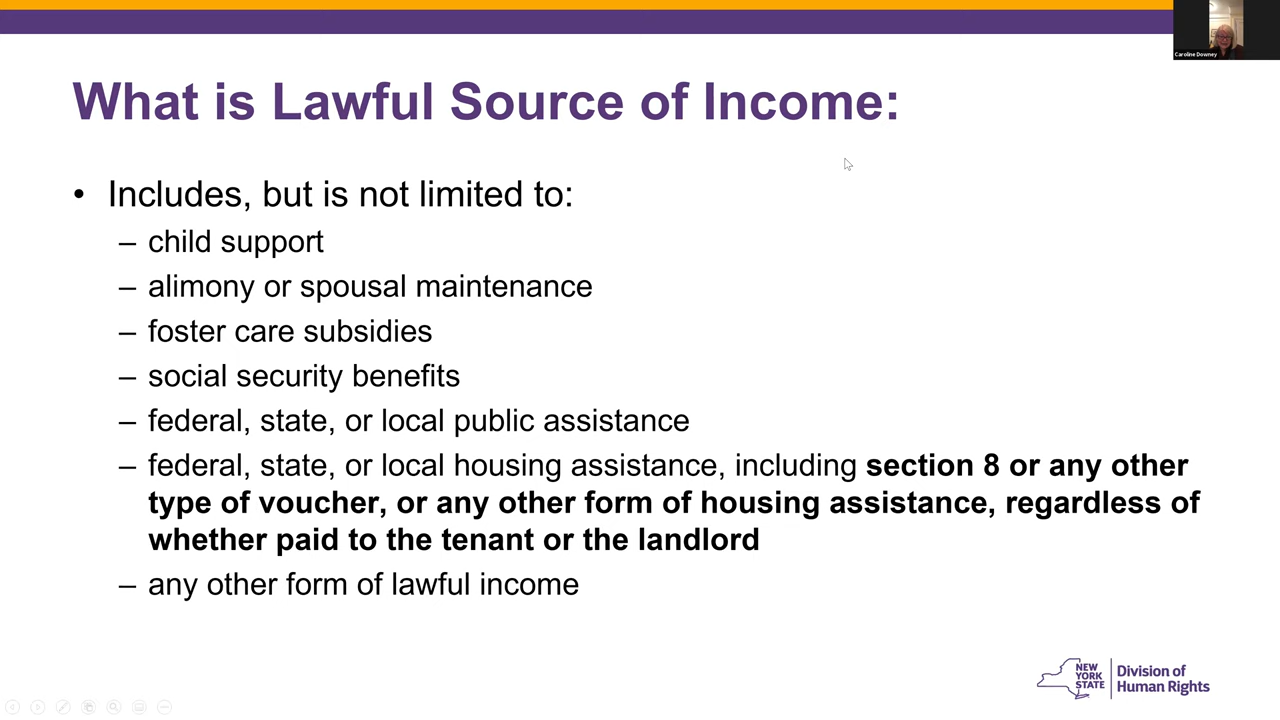 Caroline Downey
What is Lawful Source of Income:
• Includes, but is not limited to:
– child support
– alimony or spousal maintenance
– foster care subsidies
– social security benefits
– federal, state, or local public assistance
– federal, state, or local housing assistance, including section 8 or any other
type of voucher, or any other form of housing assistance, regardless of
whether paid to the tenant or the landlord
– any other form of lawful income
NEW
YORK
STATE
Division of
Human Rights